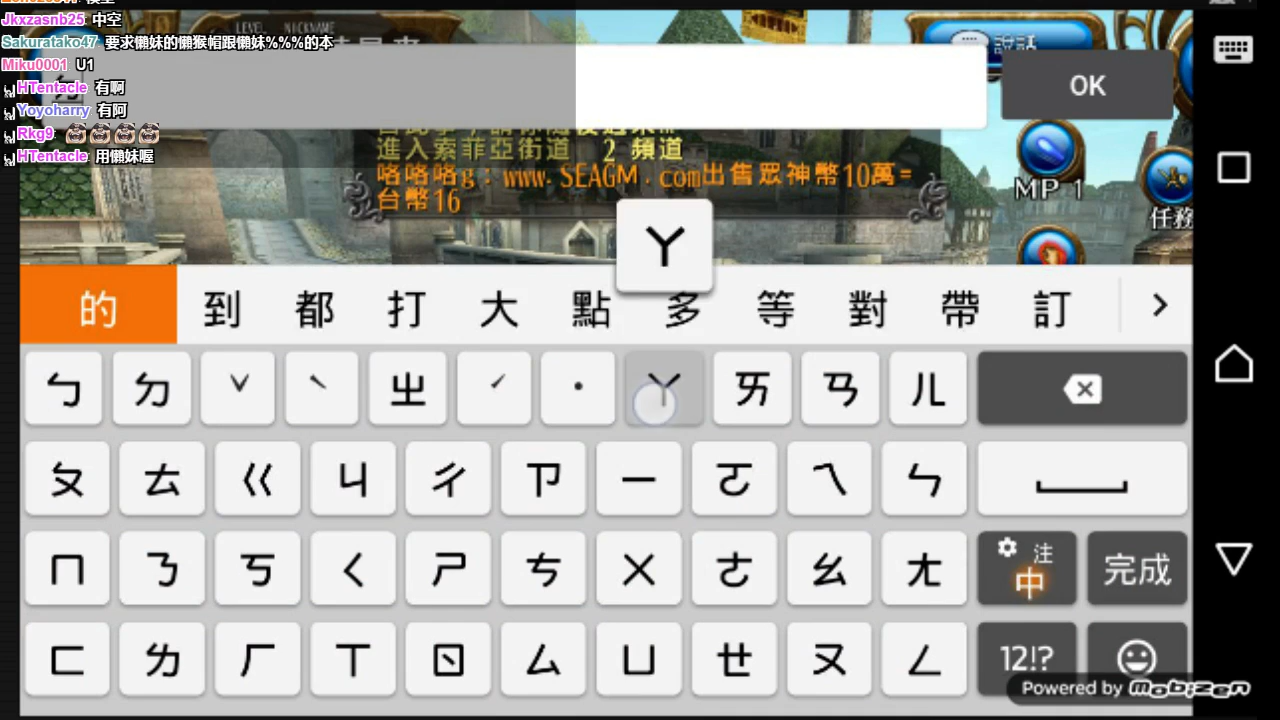 Jkxzasnb25 中空
LEVEL NICKNAME
Sakuratako47 要求懶妹的懶猴帽跟懶妹%%%的本
Miku0001 U1
HTentacle 有啊
Yoyoharry 有阿
Rkg9
HTentacle 用懶妹喔
說話
OK
進入索菲亞街道 2 頻道
咯咯咯g：www.SEAGM.com出售眾神幣10萬=
台幣16
MP 1
任務
ㄚ
的 到 都 打 大 點 多 等 對 帶 訂
ㄅ ㄉ ˇ ˋ ㄓ ˊ ˙ ㄚ ㄞ ㄢ ㄦ
ㄆ ㄊ ㄍ ㄐ ㄔ ㄗ ㄧ ㄛ ㄟ ㄣ
ㄇ ㄋ ㄎ ㄑ ㄕ ㄘ ㄨ ㄜ ㄠ ㄤ 注 中 完成
ㄈ ㄌ ㄏ ㄒ ㄖ ㄙ ㄩ ㄝ ㄡ ㄥ 12!?
Powered by mobizen